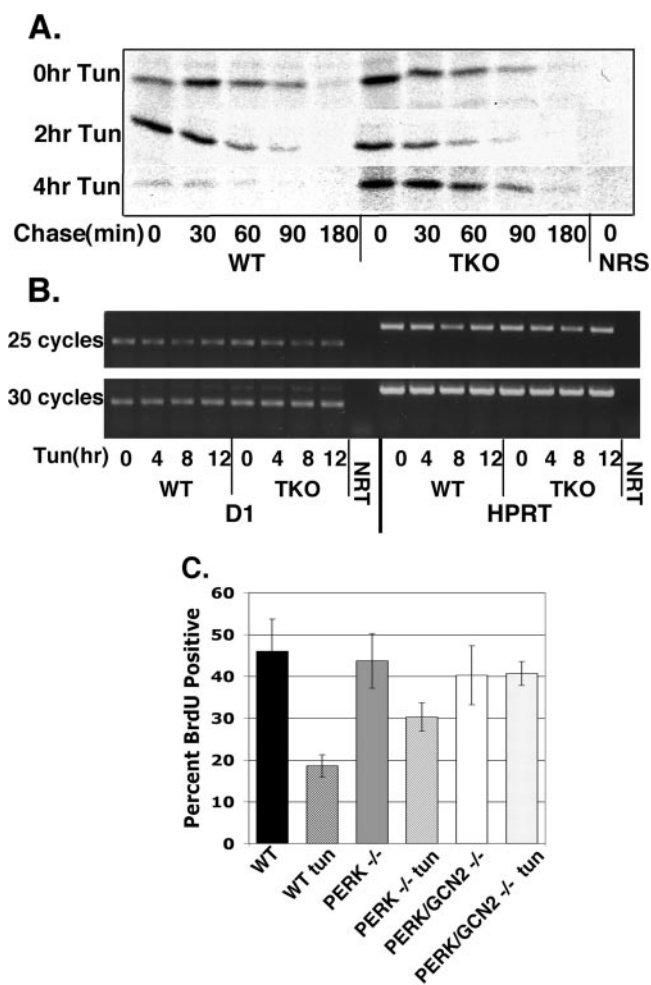 A.
0hr Tun
2hr Tun
4hr Tun
Chase(min) 0 30 60 90 180 0 30 60 90 180 0
WT TKO NRS
B.
25 cycles
30 cycles
Tun(hr) 0 4 8 12 0 4 8 12 NRT 0 4 8 12 0 4 8 12 NRT
WT TKO WT TKO
D1 HPRT
C.
Percent BrdU Positive
60
50
40
30
20
10
0
WT
WT tun
PERK -/-
PERK -/- tun
PERK/GCN2 -/-
PERK/GCN2 -/- tun